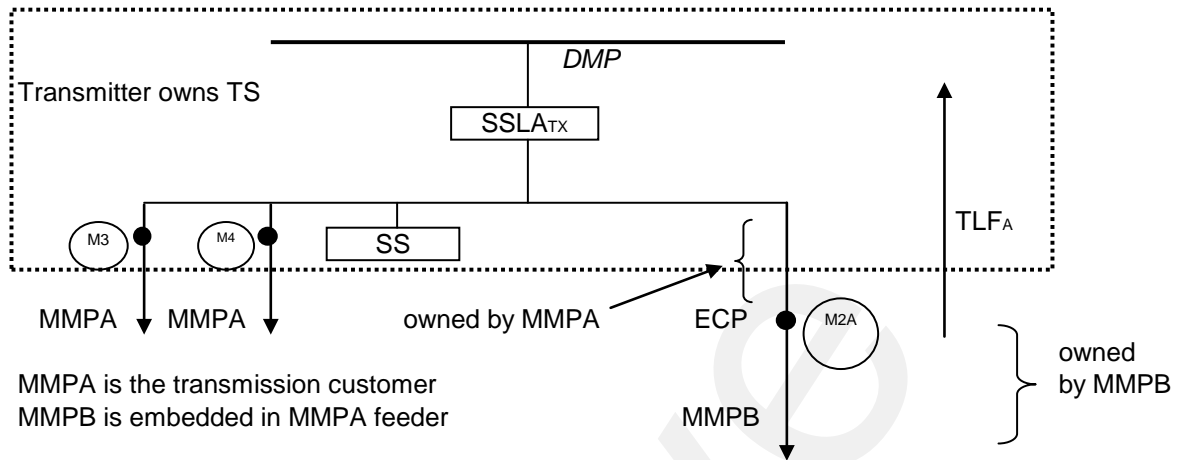 DMP
Transmitter owns TS
SSLATX
TLFA
M3
M4
SS
MMPA
MMPA
owned by MMPA
ECP
M2A
owned
by MMPB
MMPA is the transmission customer
MMPB is embedded in MMPA feeder
MMPB